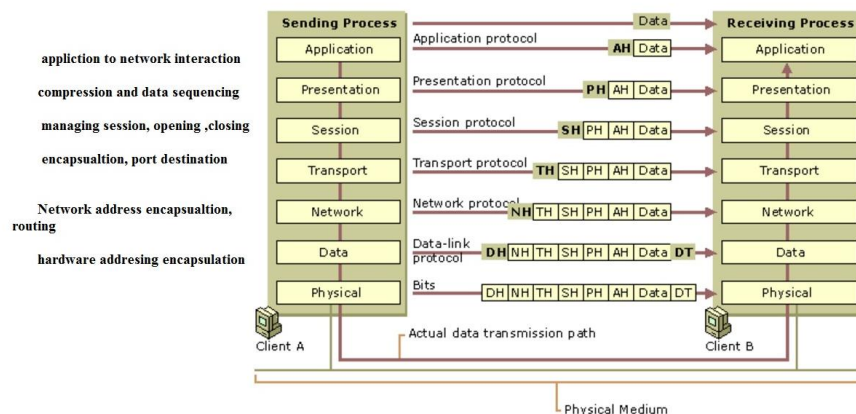 Sending Process
Data
Receiving Process
Application
Application protocol
AH Data
Application
appliction to network interaction
Presentation
Presentation protocol
PH AH Data
Presentation
compression and data sequencing
Session
Session protocol
SH PH AH Data
Session
managing session, opening ,closing
Transport
Transport protocol
TH SH PH AH Data
Transport
encapsualtion, port destination
Network
Network protocol
NH TH SH PH AH Data
Network
Network address encapsualtion,
routing
Data
Data-link
protocol
DH NH TH SH PH AH Data DT
Data
hardware addresing encapsulation
Physical
Bits
DH NH TH SH PH AH Data DT
Physical
Client A
Actual data transmission path
Client B
Physical Medium